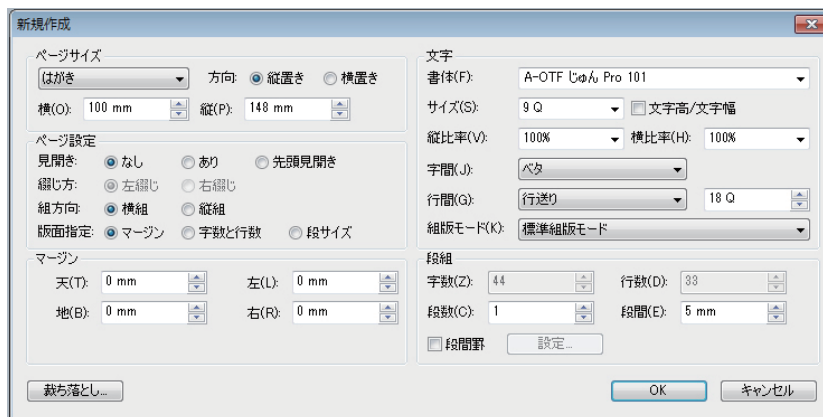 新規作成
ページサイズ
はがき 方向: 縦置き 横置き
横(O): 100 mm 縦(P): 148 mm
ページ設定
見開き: なし あり 先頭見開き
綴じ方: 左綴じ 右綴じ
組方向: 横組 縦組
版面指定: マージン 字数と行数 段サイズ
マージン
天(T): 0 mm 左(L): 0 mm
地(B): 0 mm 右(R): 0 mm
裁ち落とし...
文字
書体(F): A-OTF じゅん Pro 101
サイズ(S): 9 Q 文字高/文字幅
縦比率(V): 100% 横比率(H): 100%
字間(J): ベタ
行間(G): 行送り 18 Q
組版モード(K): 標準組版モード
段組
字数(Z): 44 行数(D): 33
段数(C): 1 段間(E): 5 mm
段間罫 設定...
OK キャンセル